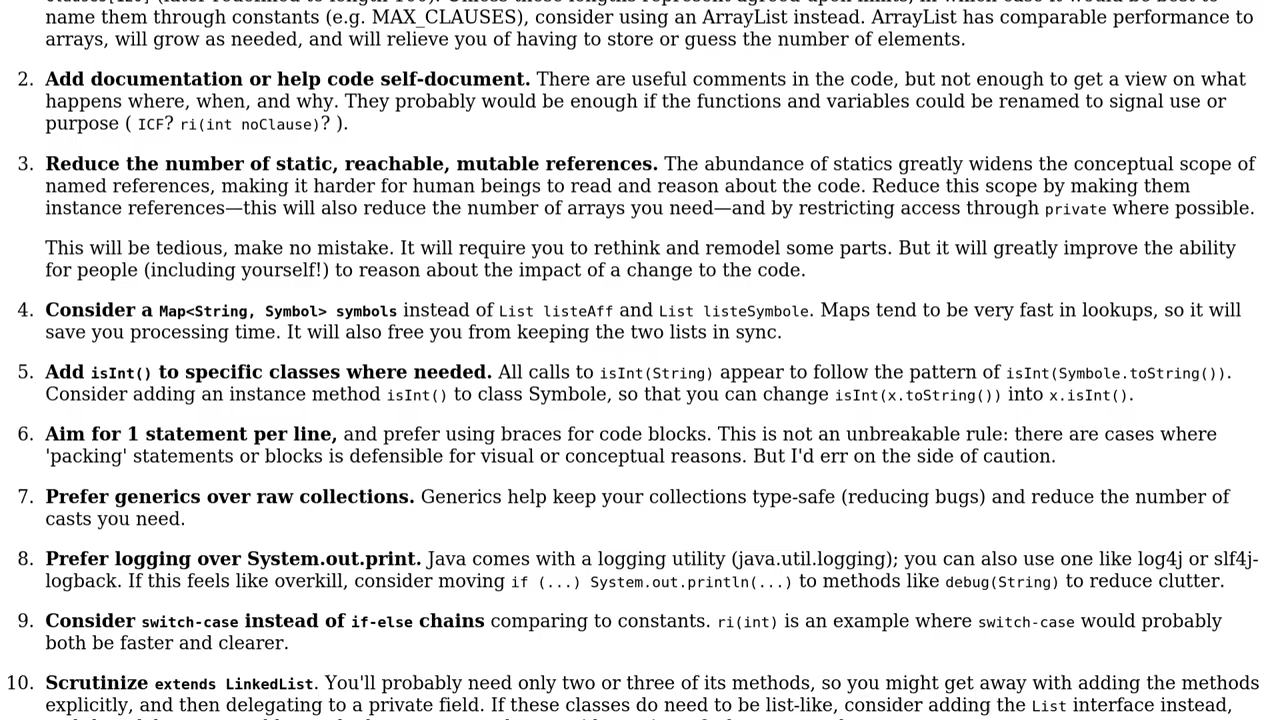 name them through constants (e.g. MAX_CLAUSES), consider using an ArrayList instead. ArrayList has comparable performance to
arrays, will grow as needed, and will relieve you of having to store or guess the number of elements.
2. Add documentation or help code self-document. There are useful comments in the code, but not enough to get a view on what
happens where, when, and why. They probably would be enough if the functions and variables could be renamed to signal use or
purpose ( ICF? ri(int noClause)? ).
3. Reduce the number of static, reachable, mutable references. The abundance of statics greatly widens the conceptual scope of
named references, making it harder for human beings to read and reason about the code. Reduce this scope by making them
instance references—this will also reduce the number of arrays you need—and by restricting access through private where possible.
This will be tedious, make no mistake. It will require you to rethink and remodel some parts. But it will greatly improve the ability
for people (including yourself!) to reason about the impact of a change to the code.
4. Consider a Map<String, Symbol> symbols instead of List listeAff and List listeSymbole. Maps tend to be very fast in lookups, so it will
save you processing time. It will also free you from keeping the two lists in sync.
5. Add isInt() to specific classes where needed. All calls to isInt(String) appear to follow the pattern of isInt(Symbole.toString()).
Consider adding an instance method isInt() to class Symbole, so that you can change isInt(x.toString()) into x.isInt().
6. Aim for 1 statement per line, and prefer using braces for code blocks. This is not an unbreakable rule: there are cases where
'packing' statements or blocks is defensible for visual or conceptual reasons. But I'd err on the side of caution.
7. Prefer generics over raw collections. Generics help keep your collections type-safe (reducing bugs) and reduce the number of
casts you need.
8. Prefer logging over System.out.print. Java comes with a logging utility (java.util.logging); you can also use one like log4j or slf4j-
logback. If this feels like overkill, consider moving if (...) System.out.println(...) to methods like debug(String) to reduce clutter.
9. Consider switch-case instead of if-else chains comparing to constants. ri(int) is an example where switch-case would probably
both be faster and clearer.
10. Scrutinize extends LinkedList. You'll probably need only two or three of its methods, so you might get away with adding the methods
explicitly, and then delegating to a private field. If these classes do need to be list-like, consider adding the List interface instead,